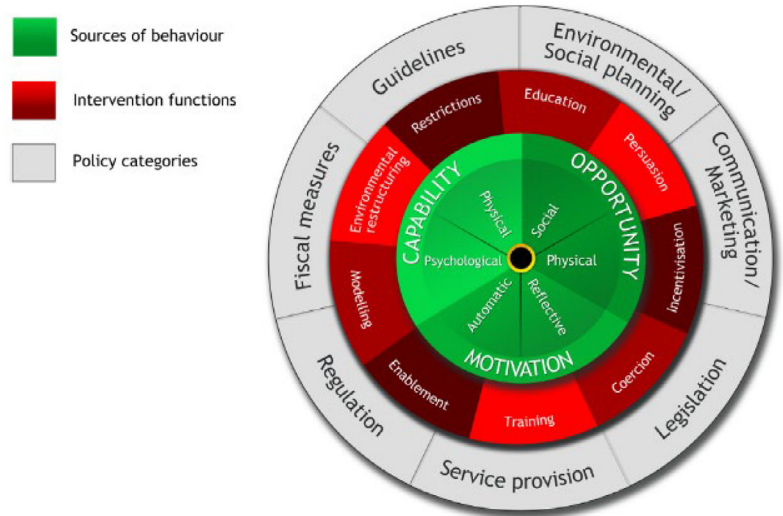 Sources of behaviour
Intervention functions
Policy categories
Guidelines
Environmental/
Social planning
Communication/
Marketing
Legislation
Service provision
Regulation
Fiscal measures
Restrictions
Education
Persuasion
Incentivisation
Coercion
Training
Enablement
Modelling
Environmental
restructuring
CAPABILITY
OPPORTUNITY
MOTIVATION
Physical
Social
Psychological
Physical
Automatic
Reflective